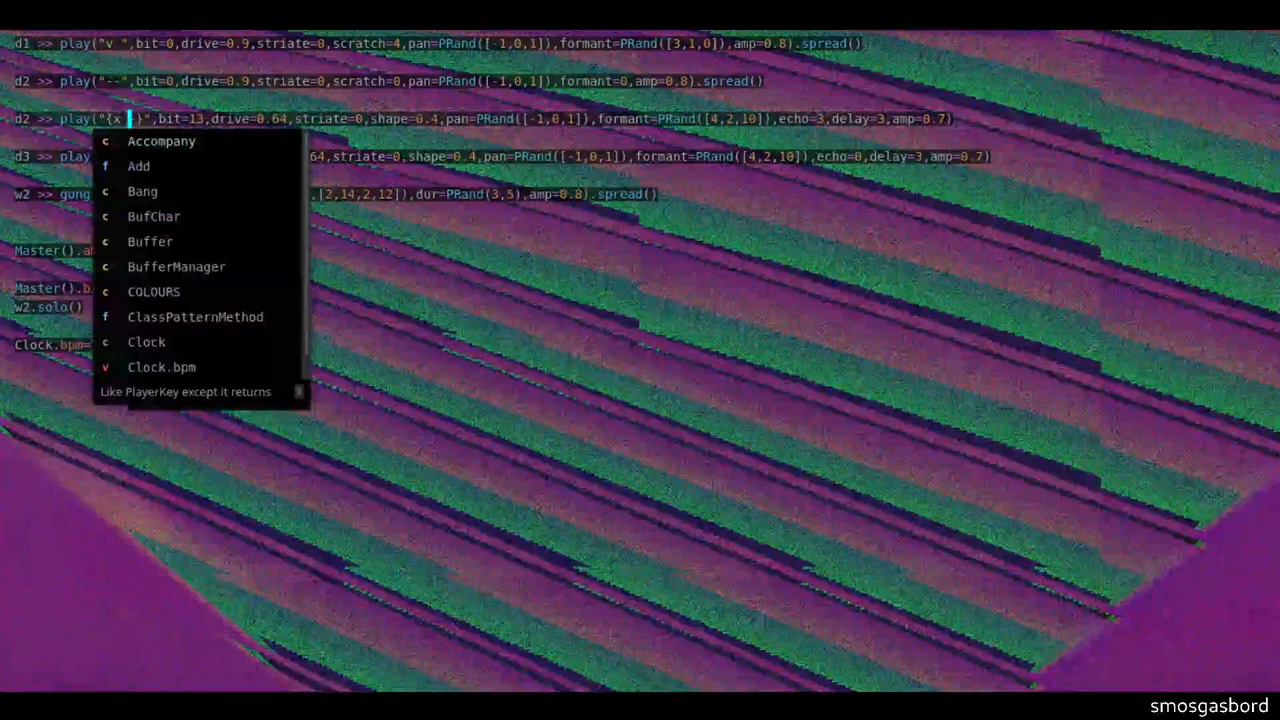 d1 >> play("v ",bit=0,drive=0.9,striate=0,scratch=4,pan=PRand([-1,0,1]),formant=PRand([3,1,0]),amp=0.8).spread()
d2 >> play("--",bit=0,drive=0.9,striate=0,scratch=0,pan=PRand([-1,0,1]),formant=0,amp=0.8).spread()
d2 >> play("{x -}",bit=13,drive=0.64,striate=0,shape=0.4,pan=PRand([-1,0,1]),formant=PRand([4,2,10]),echo=3,delay=3,amp=0.7)
c Accompany
d3 >> play 64,striate=0,shape=0.4,pan=PRand([-1,0,1]),formant=PRand([4,2,10]),echo=0,delay=3,amp=0.7)
f Add
c Bang
w2 >> gong ,[2,14,2,12]),dur=PRand(3,5),amp=0.8).spread()
c BufChar
c Buffer
Master().a
c BufferManager
Master().b
c COLOURS
w2.solo()
f ClassPatternMethod
Clock.bpm=
c Clock
v Clock.bpm
Like PlayerKey except it returns
smosgasbord